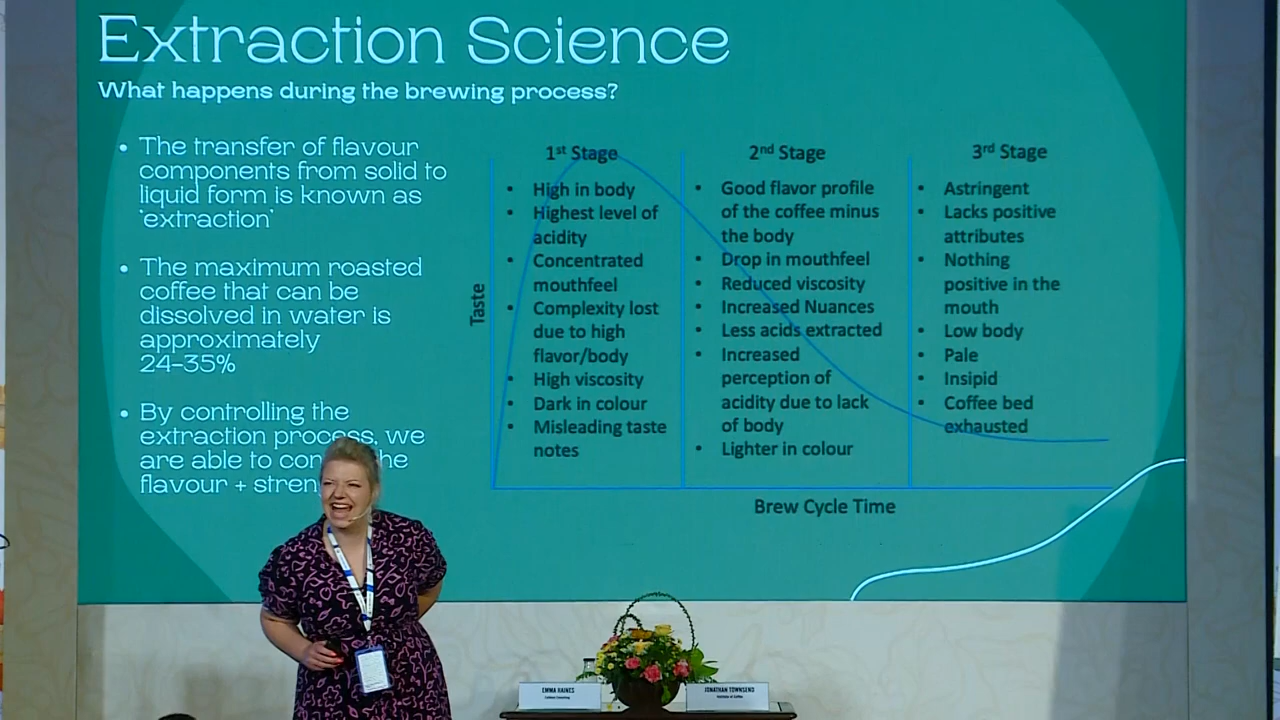 Extraction Science
What happens during the brewing process?
• The transfer of flavour
components from solid to
liquid form is known as
'extraction'
• The maximum roasted
coffee that can be
dissolved in water is
approximately
24-35%
• By controlling the
extraction process, we
are able to
flavour +
Taste
1st Stage
• High in body
• Highest level of
acidity
• Concentrated
mouthfeel
• Complexity lost
due to high
flavor/body
• High viscosity
• Dark in colour
• Misleading taste
notes
2nd Stage
• Good flavor profile
of the coffee minus
the body
• Drop in mouthfeel
• Reduced viscosity
• Increased Nuances
• Less acids extracted
• Increased
perception of
acidity due to lack
of body
• Lighter in colour
3rd Stage
• Astringent
• Lacks positive
attributes
• Nothing
positive in the
mouth
• Low body
• Pale
• Insipid
• Coffee bed
exhausted
Brew Cycle Time
EMMA HAINES
JONATHAN TOWNSEND
Institute of Coffee